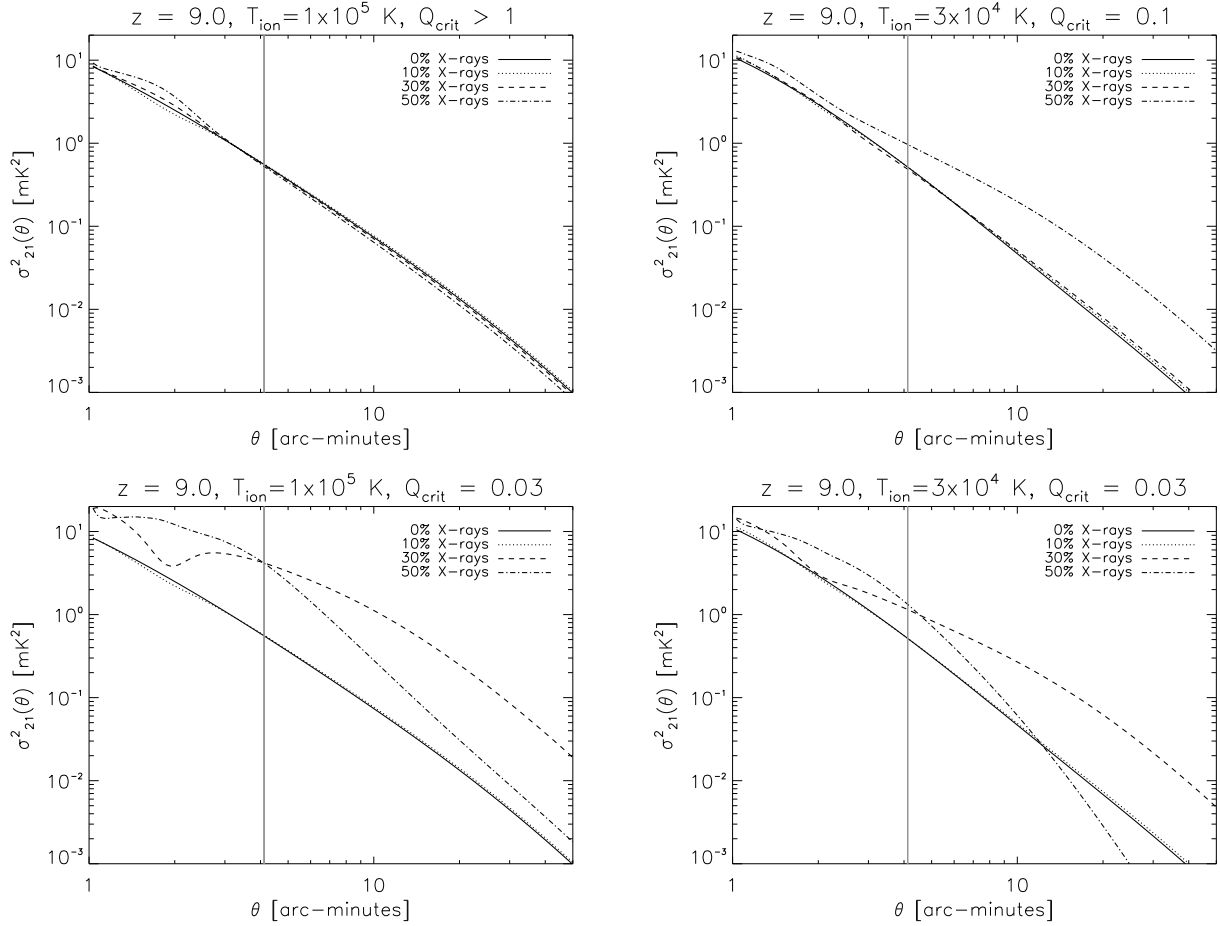 z = 9.0, T_ion=1x10^5 K, Q_crit > 1
0% X-rays
10% X-rays
30% X-rays
50% X-rays
σ^2_21(θ) [mK^2]
10^1
10^0
10^-1
10^-2
10^-3
1
10
θ [arc-minutes]
z = 9.0, T_ion=3x10^4 K, Q_crit = 0.1
0% X-rays
10% X-rays
30% X-rays
50% X-rays
σ^2_21(θ) [mK^2]
10^1
10^0
10^-1
10^-2
10^-3
1
10
θ [arc-minutes]
z = 9.0, T_ion=1x10^5 K, Q_crit = 0.03
0% X-rays
10% X-rays
30% X-rays
50% X-rays
σ^2_21(θ) [mK^2]
10^1
10^0
10^-1
10^-2
10^-3
1
10
θ [arc-minutes]
z = 9.0, T_ion=3x10^4 K, Q_crit = 0.03
0% X-rays
10% X-rays
30% X-rays
50% X-rays
σ^2_21(θ) [mK^2]
10^1
10^0
10^-1
10^-2
10^-3
1
10
θ [arc-minutes]